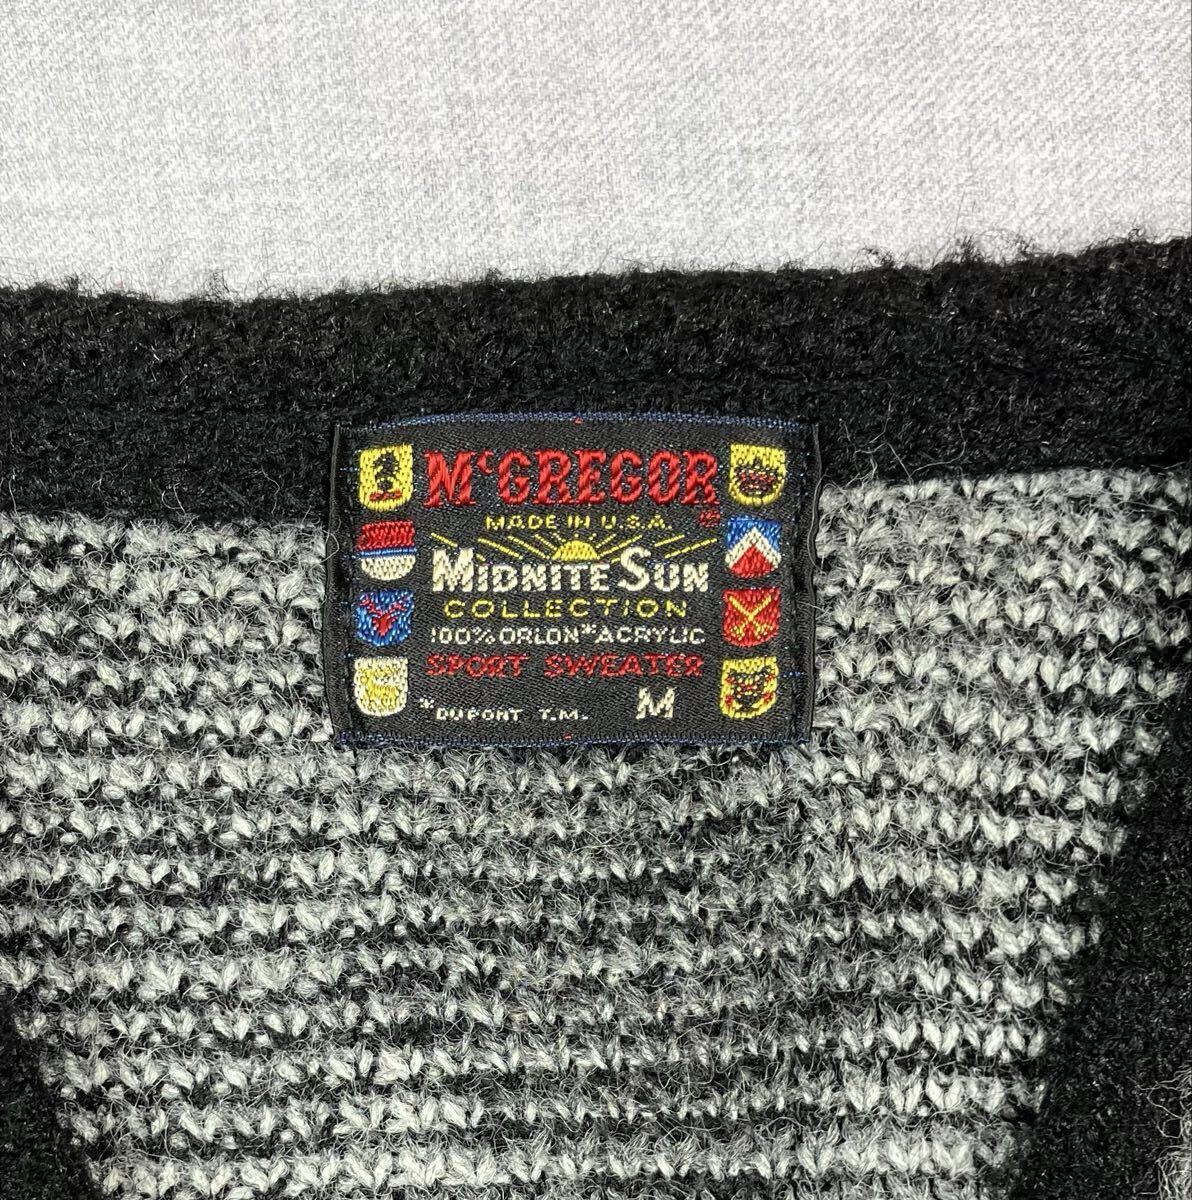 McGREGOR
®
MADE IN U.S.A.
MIDNITE SUN
COLLECTION
100% ORLON* ACRYLIC
SPORT SWEATER
*DUPONT T.M. M